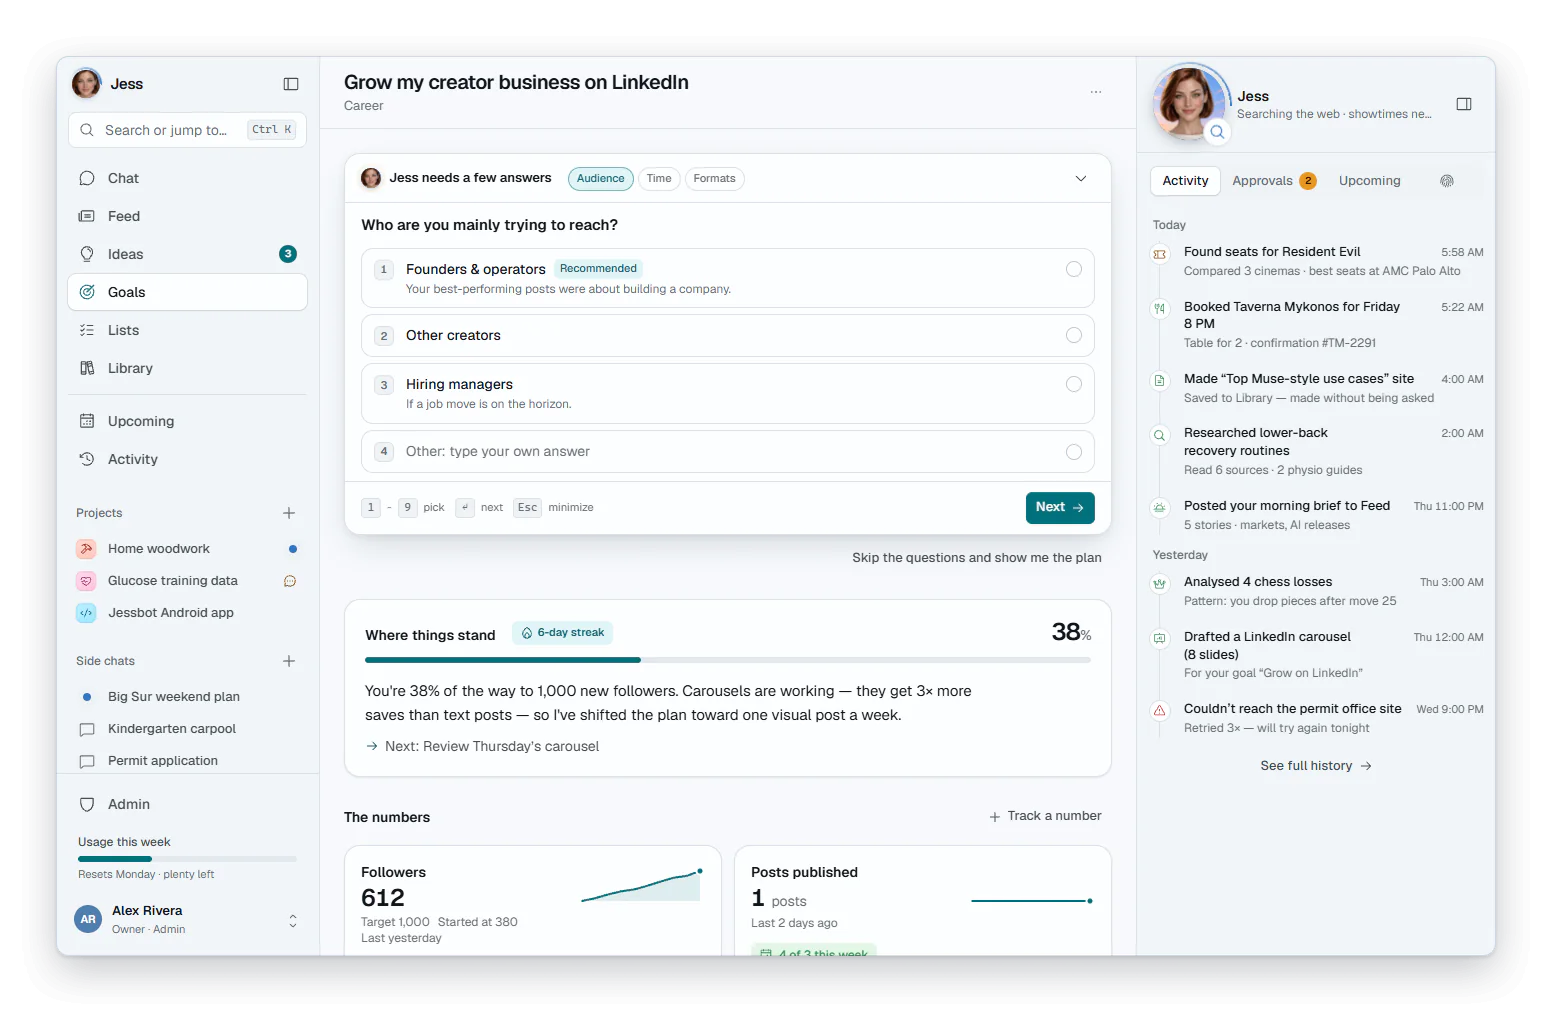 Jess
Search or jump to...
Ctrl K
Chat
Feed
Ideas
3
Goals
Lists
Library
Upcoming
Activity
Projects
Home woodwork
Glucose training data
Jessbot Android app
Side chats
Big Sur weekend plan
Kindergarten carpool
Permit application
Admin
Usage this week
Resets Monday · plenty left
AR
Alex Rivera
Owner · Admin
Grow my creator business on LinkedIn
Career
Jess needs a few answers
Audience
Time
Formats
Who are you mainly trying to reach?
1
Founders & operators
Recommended
Your best-performing posts were about building a company.
2
Other creators
3
Hiring managers
If a job move is on the horizon.
4
Other: type your own answer
1 - 9 pick ↵ next Esc minimize
Next →
Skip the questions and show me the plan
Where things stand
6-day streak
38%
You're 38% of the way to 1,000 new followers. Carousels are working — they get 3× more
saves than text posts — so I've shifted the plan toward one visual post a week.
→ Next: Review Thursday's carousel
The numbers
+ Track a number
Followers
612
Target 1,000 Started at 380
Last yesterday
Posts published
1 posts
Last 2 days ago
4 of 3 this week
Jess
Searching the web · showtimes ne...
Activity
Approvals 2
Upcoming
Today
Found seats for Resident Evil
5:58 AM
Compared 3 cinemas · best seats at AMC Palo Alto
Booked Taverna Mykonos for Friday
8 PM
5:22 AM
Table for 2 · confirmation #TM-2291
Made “Top Muse-style use cases” site
4:00 AM
Saved to Library — made without being asked
Researched lower-back
recovery routines
2:00 AM
Read 6 sources · 2 physio guides
Posted your morning brief to Feed
Thu 11:00 PM
5 stories · markets, AI releases
Yesterday
Analysed 4 chess losses
Thu 3:00 AM
Pattern: you drop pieces after move 25
Drafted a LinkedIn carousel
(8 slides)
Thu 12:00 AM
For your goal “Grow on LinkedIn”
Couldn’t reach the permit office site
Wed 9:00 PM
Retried 3× — will try again tonight
See full history →